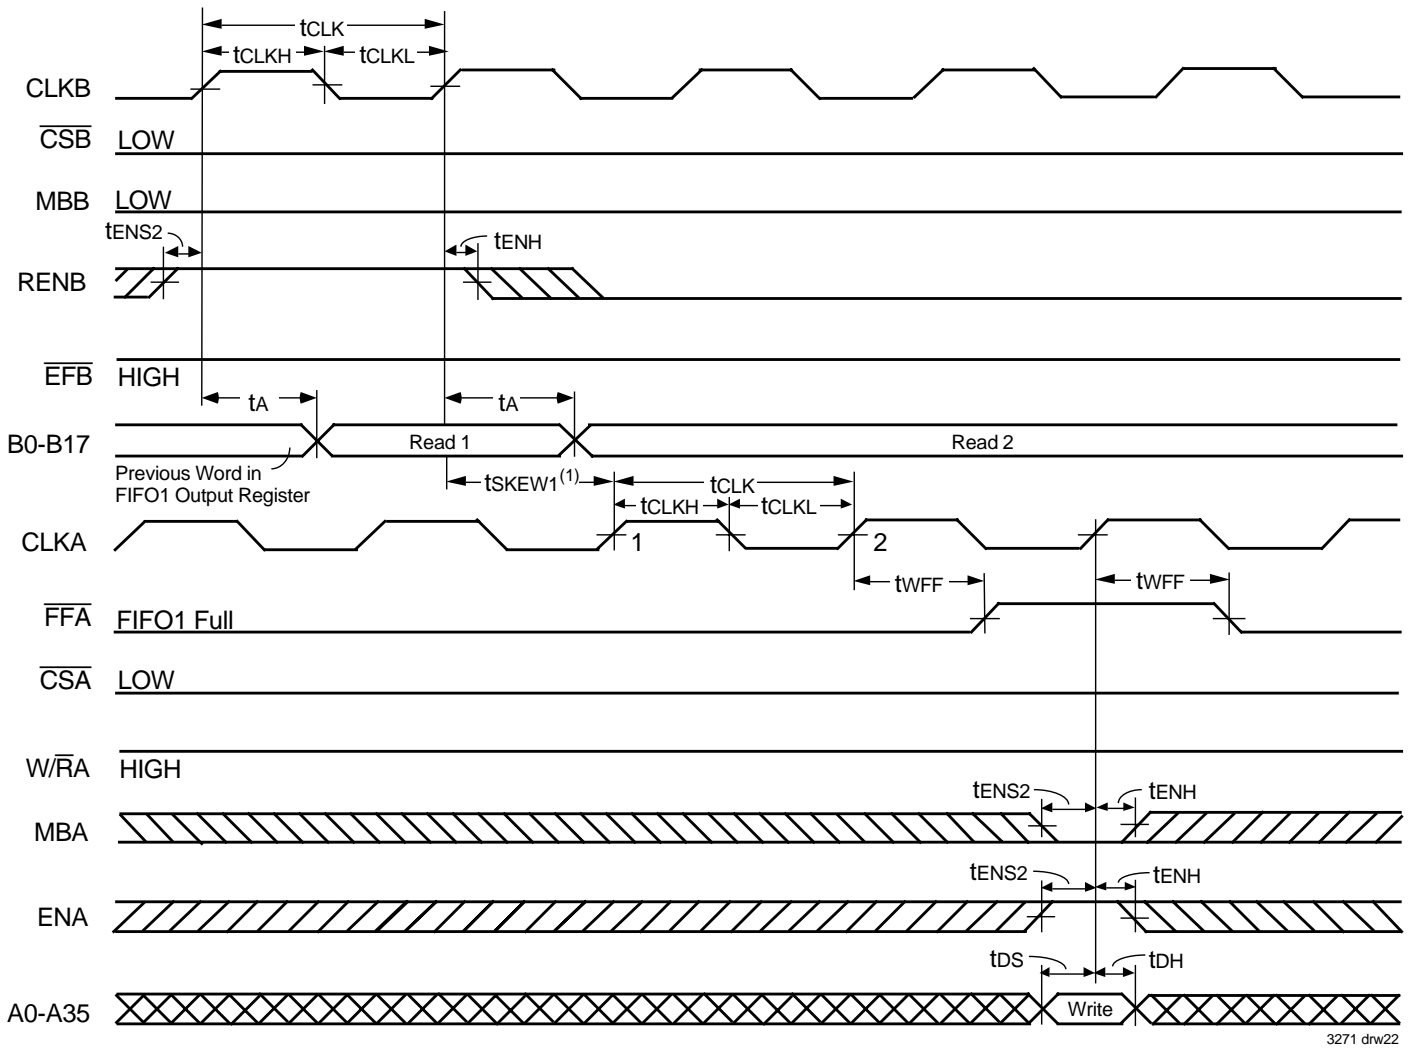 tCLK
tCLKH tCLKL
CLKB
CSB LOW
MBB LOW
tENS2 tENH
RENB
EFB HIGH
tA tA
B0-B17 Read 1 Read 2
Previous Word in
FIFO1 Output Register
tSKEW1(1) tCLK
tCLKH tCLKL
CLKA 1 2
tWFF tWFF
FFA FIFO1 Full
CSA LOW
W/RA HIGH
tENS2 tENH
MBA
tENS2 tENH
ENA
tDS tDH
A0-A35 Write
3271 drw22